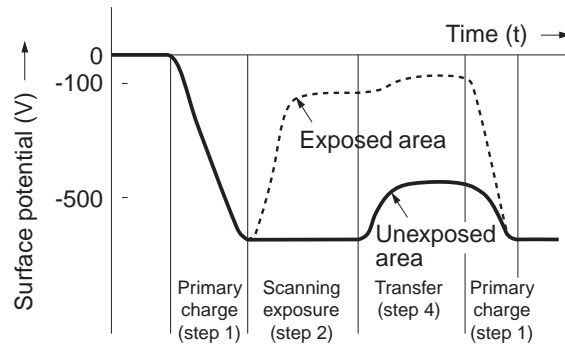 Surface potential (V)
0
-100
-500
Time (t)
Exposed area
Unexposed
area
Primary
charge
(step 1)
Scanning
exposure
(step 2)
Transfer
(step 4)
Primary
charge
(step 1)